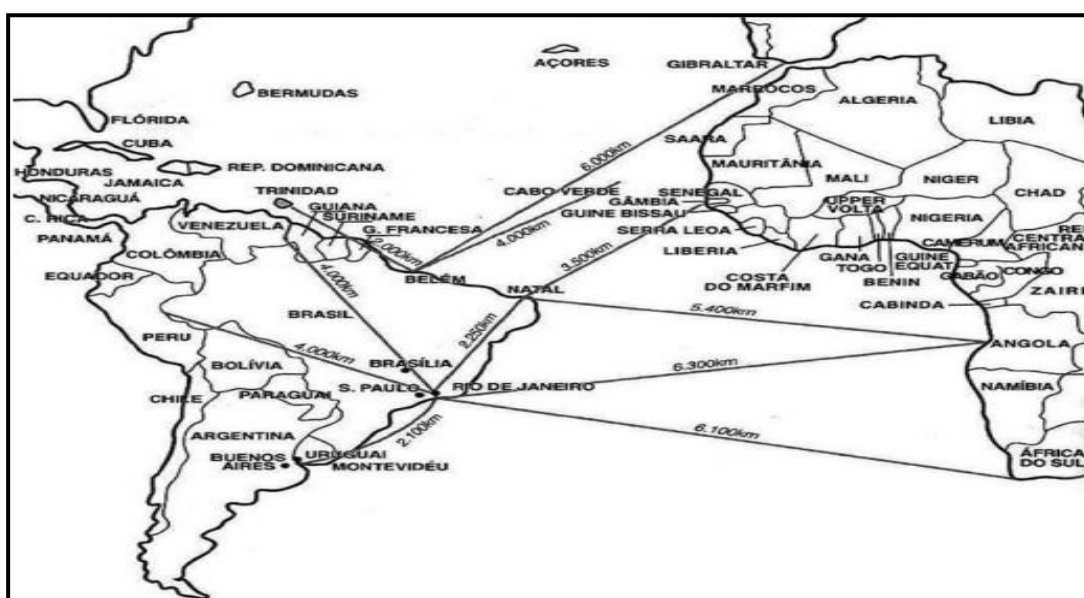 AÇORES
GIBRALTAR
BERMUDAS
MARROCOS
ALGERIA
LIBIA
FLÓRIDA
CUBA
SAARA
HONDURAS
REP. DOMINICANA
JAMAICA
MAURITÂNIA
6.000km
NICARAGUÁ
TRINIDAD
CABO VERDE
SENEGAL
MALI
NIGER
CHAD
C. RICA
GUIANA
GÂMBIA
UPPER
VOLTA
VENEZUELA
SURINAME
GUINE BISSAU
NIGERIA
PANAMÁ
G. FRANCESA
4.000km
SERRA LEOA
COLÔMBIA
2.000km
LIBERIA
GANA
TOGO
BENIN
CAMERUM
CENTRAL
AFRICAN
GUINE
EQUAT
EQUADOR
BELÉM
3.500km
COSTA
DO MARFIM
GABÃO
CONGO
4.000km
NATAL
CABINDA
ZAIRI
BRASIL
5.400km
PERU
2.250km
ANGOLA
4.000km
BRASÍLIA
BOLÍVIA
6.300km
S. PAULO
RIO DE JANEIRO
NAMÍBIA
CHILE
PARAGUAI
2.100km
6.100km
ARGENTINA
BUENOS
AIRES
URUGUAI
MONTEVIDÉU
ÁFRICA
DO SUL